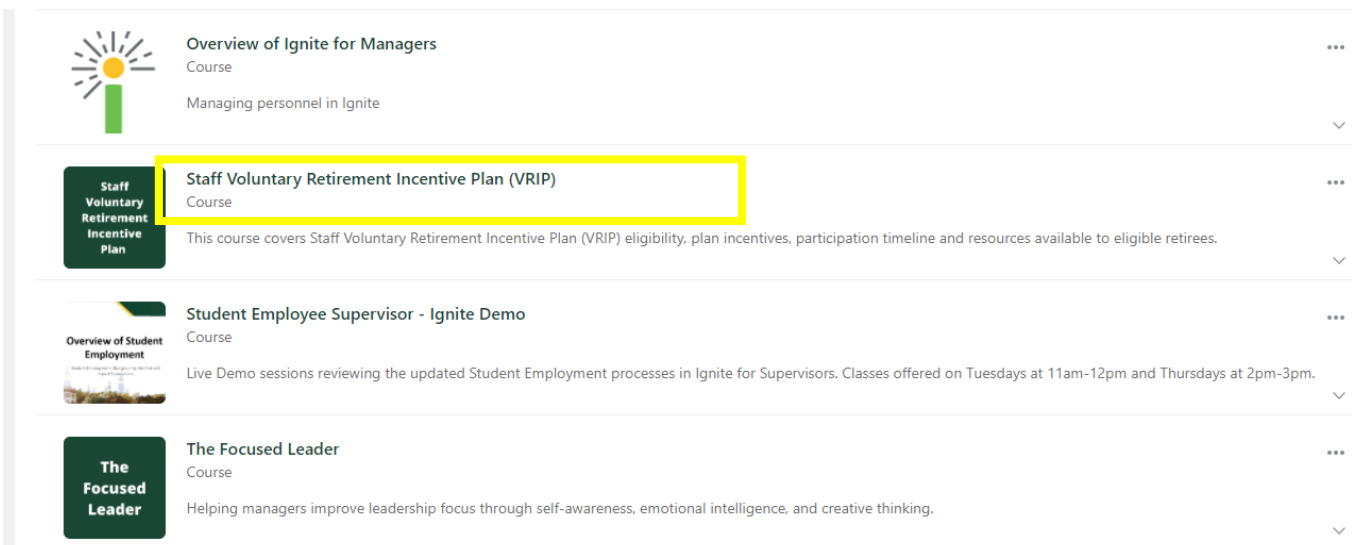 Overview of Ignite for Managers
Course
Managing personnel in Ignite
Staff
Voluntary
Retirement
Incentive
Plan
Staff Voluntary Retirement Incentive Plan (VRIP)
Course
This course covers Staff Voluntary Retirement Incentive Plan (VRIP) eligibility, plan incentives, participation timeline and resources available to eligible retirees.
Overview of Student
Employment
Student Employee Supervisor - Ignite Demo
Course
Live Demo sessions reviewing the updated Student Employment processes in Ignite for Supervisors. Classes offered on Tuesdays at 11am-12pm and Thursdays at 2pm-3pm.
The
Focused
Leader
The Focused Leader
Course
Helping managers improve leadership focus through self-awareness, emotional intelligence, and creative thinking.